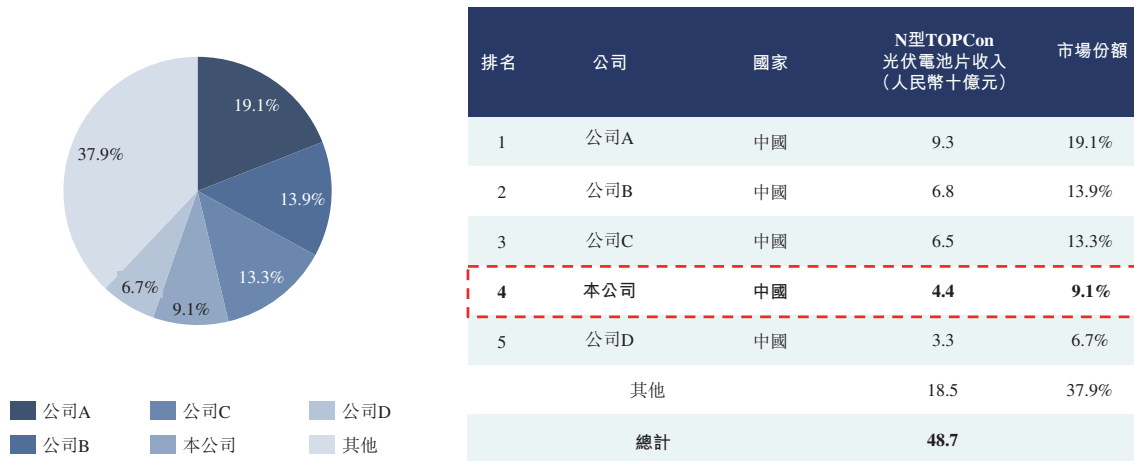 19.1%
37.9%
13.9%
13.3%
6.7%
9.1%
公司A
公司C
公司D
公司B
本公司
其他
排名 公司 國家 N型TOPCon 光伏電池片收入 （人民幣十億元） 市場份額
1 公司A 中國 9.3 19.1%
2 公司B 中國 6.8 13.9%
3 公司C 中國 6.5 13.3%
4 本公司 中國 4.4 9.1%
5 公司D 中國 3.3 6.7%
其他 18.5 37.9%
總計 48.7